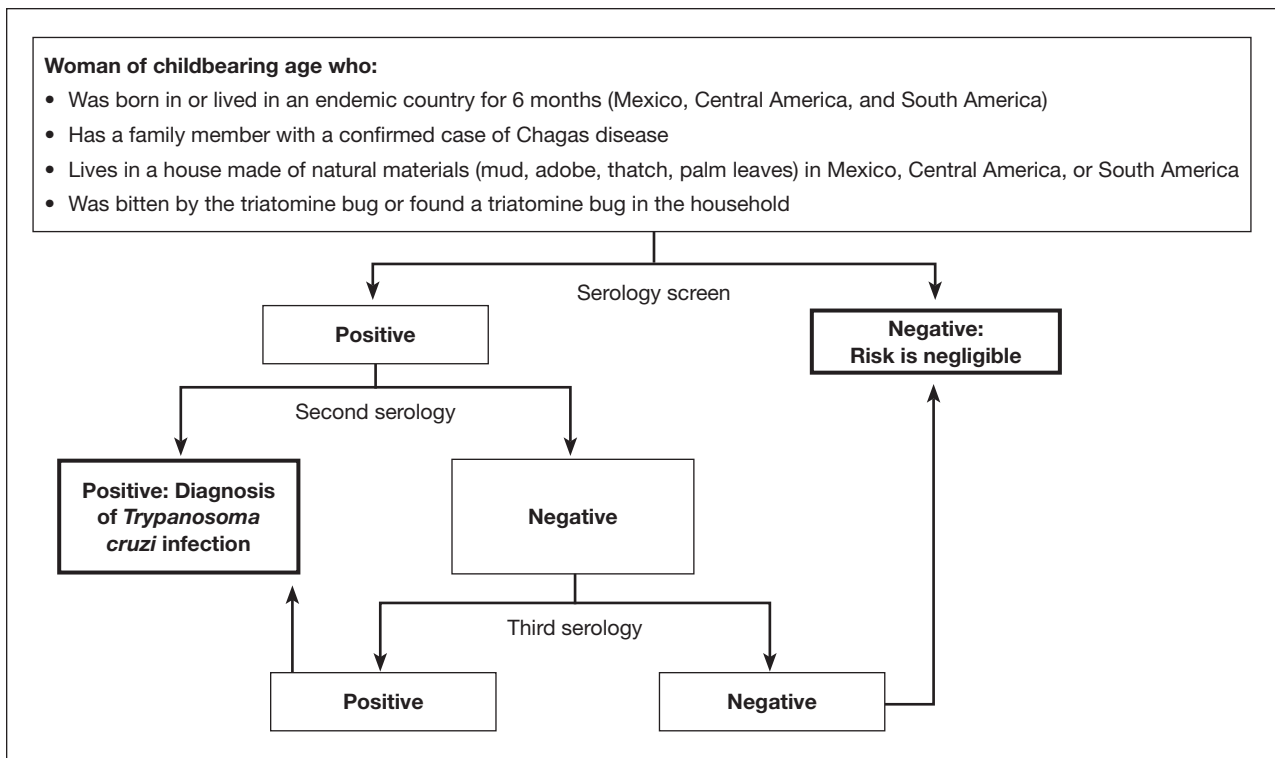 Woman of childbearing age who:
• Was born in or lived in an endemic country for 6 months (Mexico, Central America, and South America)
• Has a family member with a confirmed case of Chagas disease
• Lives in a house made of natural materials (mud, adobe, thatch, palm leaves) in Mexico, Central America, or South America
• Was bitten by the triatomine bug or found a triatomine bug in the household
Serology screen
Positive
Negative:
Risk is negligible
Second serology
Positive: Diagnosis
of Trypanosoma
cruzi infection
Negative
Third serology
Positive
Negative